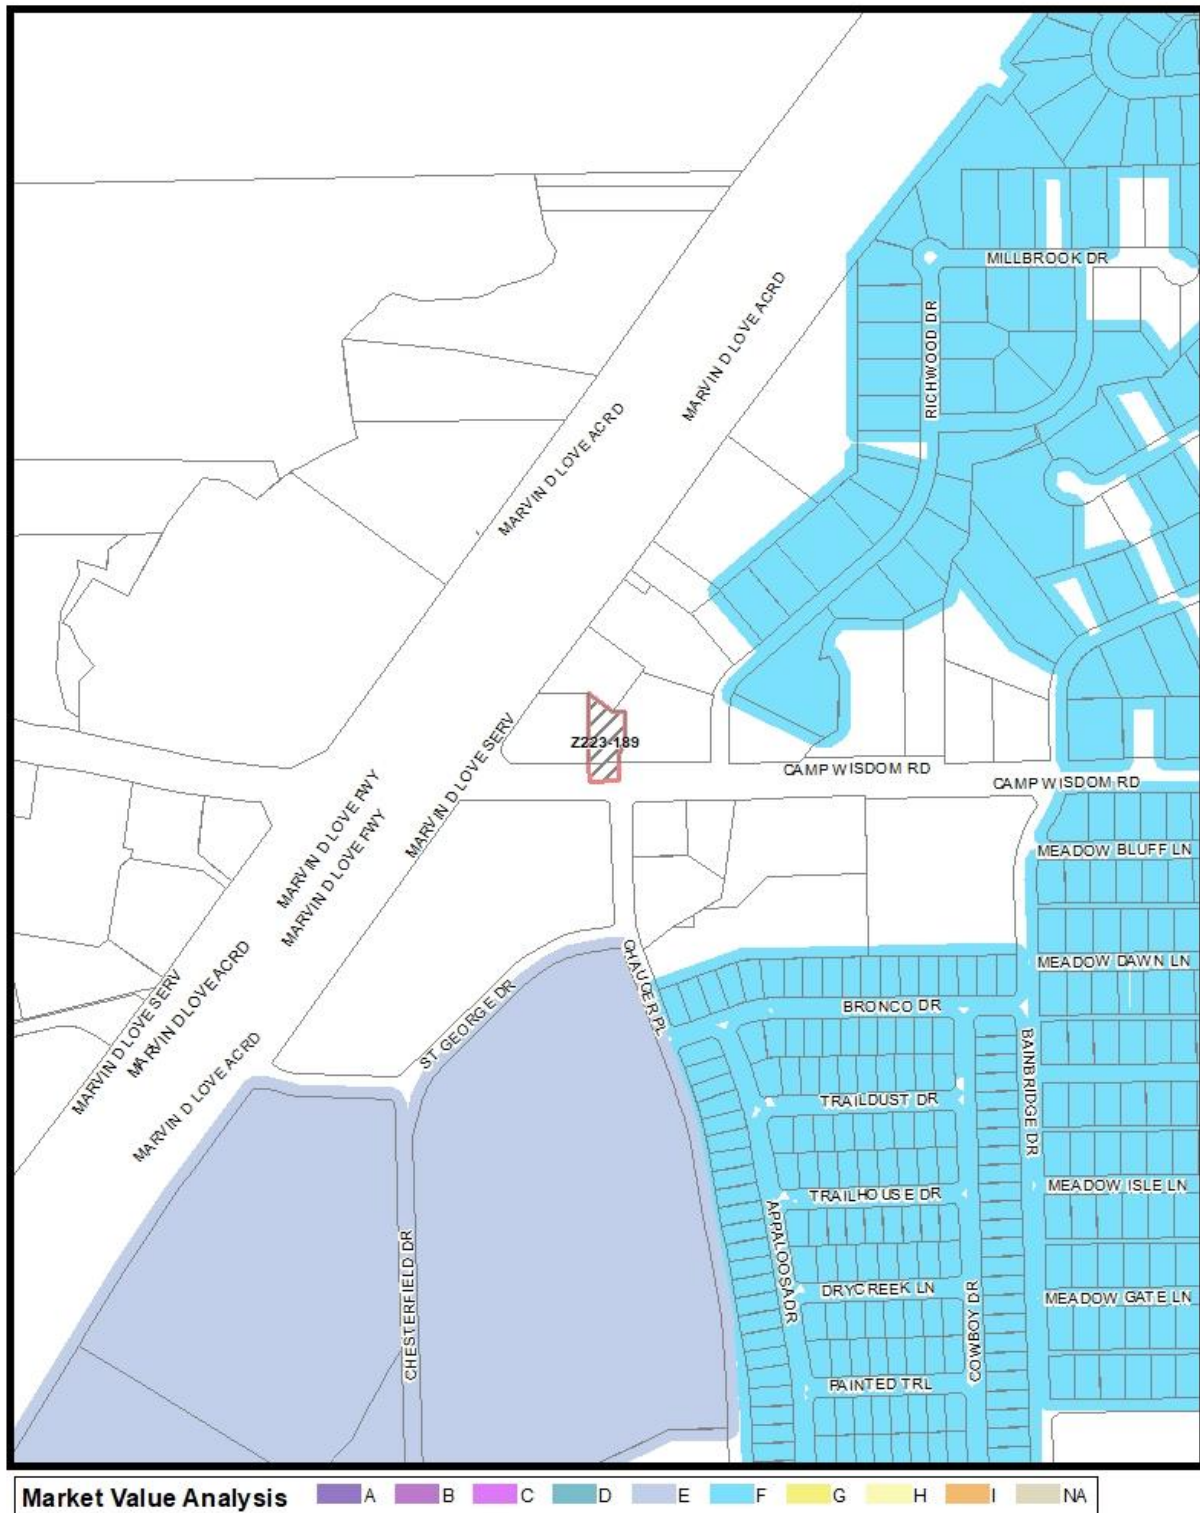 MILLBROOK DR
MARVIN D LOVE ACRD
RICHWOOD DR
MARVIN D LOVE ACRD
MARVIN D LOVE SERV
Z223-189
CAMP WISDOM RD
CAMP WISDOM RD
MARVIN D LOVE FWY
MARVIN D LOVE FWY
MEADOW BLUFF LN
MARVIN D LOVE SERV
MARVIN D LOVE ACRD
MARVIN D LOVE ACRD
ST GEORGE DR
CHAUCER PL
MEADOW DAWN LN
BRONCO DR
BAINBRIDGE DR
TRAILDUST DR
MEADOW ISLE LN
TRAILHOUSE DR
APPALOOSA DR
CHESTERFIELD DR
DRYCREEK LN
COWBOY DR
MEADOW GATE LN
PAINTED TRL
Market Value Analysis A B C D E F G H I NA